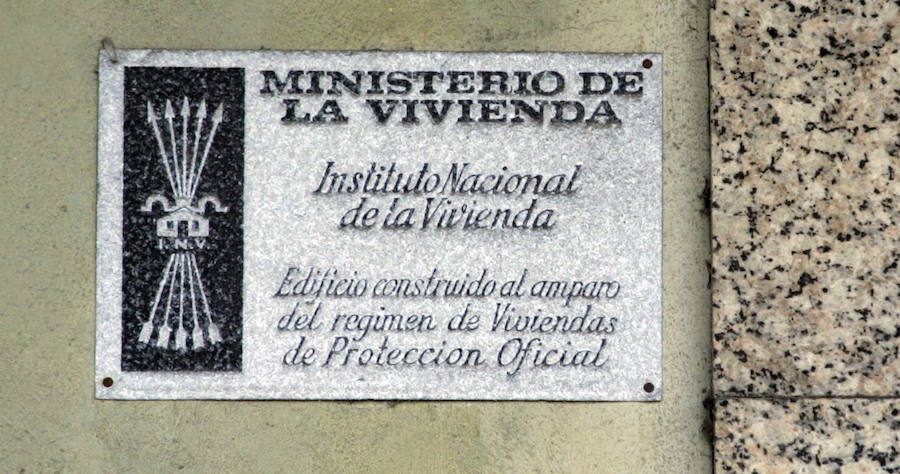 MINISTERIO DE
LA VIVIENDA
Instituto Nacional
de la Vivienda
I.N.V.
Edificio construido al amparo
del regimen de Viviendas
de Proteccion Oficial